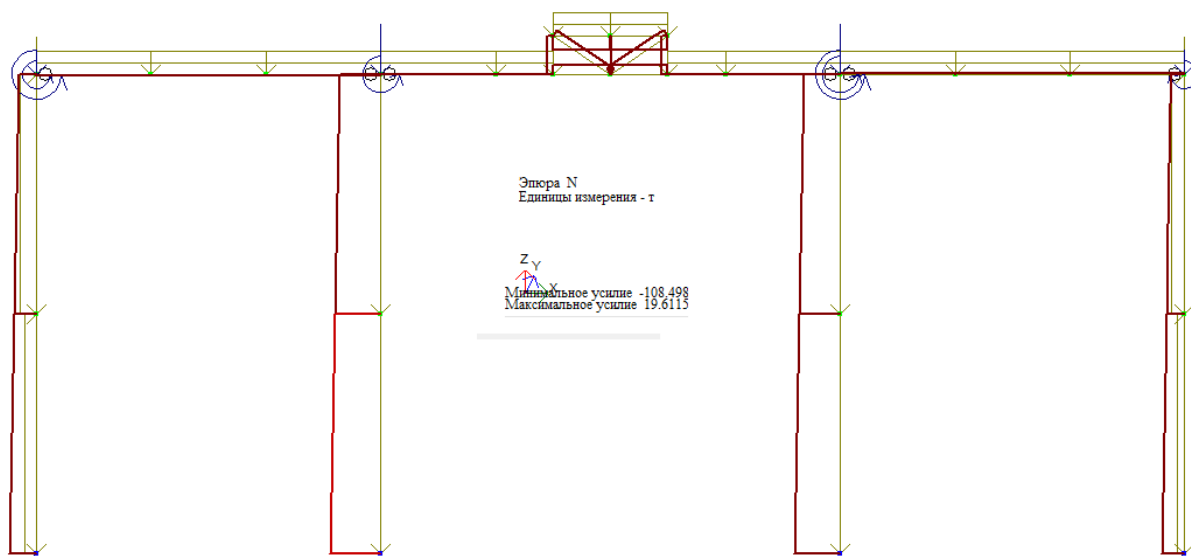 Эпюра N
Единицы измерения - т
Z
Y
X
Минимальное усилие -108.498
Максимальное усилие 19.6115